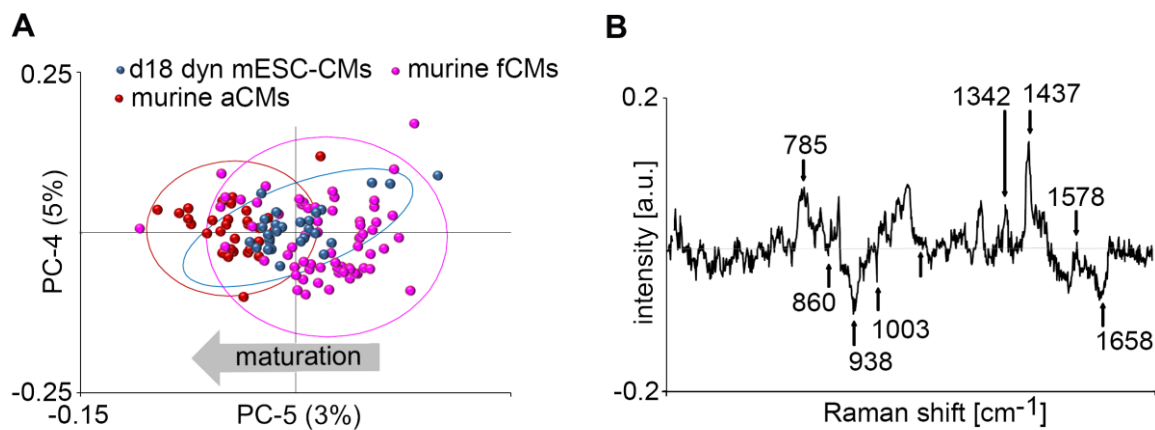 A
d18 dyn mESC-CMs
murine fCMs
murine aCMs
0.25
PC-4 (5%)
maturation
-0.25
-0.15
PC-5 (3%)
B
0.2
1342
1437
785
1578
intensity [a.u.]
0
860
1003
938
1658
-0.2
Raman shift [cm-1]